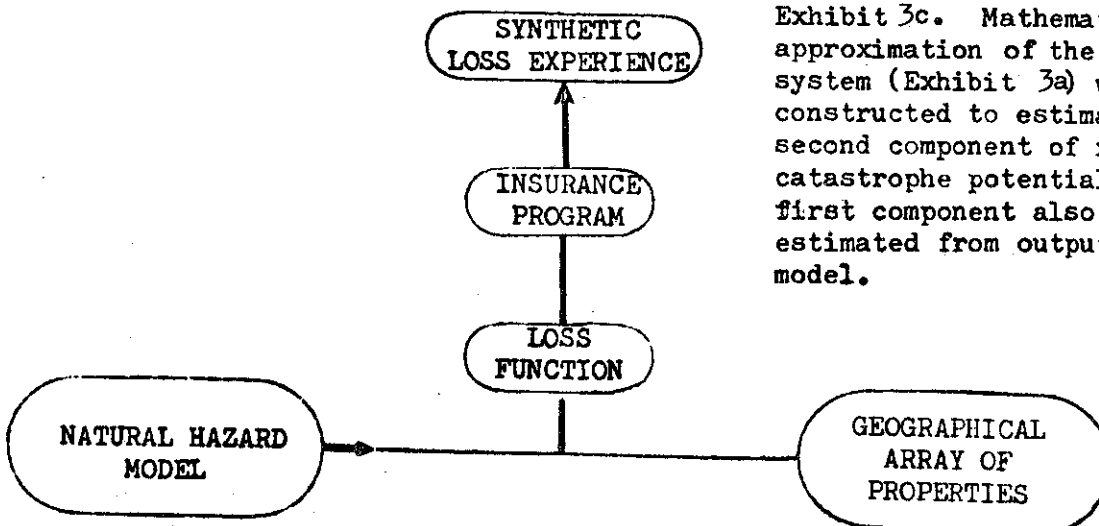 SYNTHETIC
LOSS EXPERIENCE
Exhibit 3c. Mathema
approximation of the
system (Exhibit 3a)
constructed to estima
second component of
catastrophe potential
first component also
estimated from outpu
model.
INSURANCE
PROGRAM
LOSS
FUNCTION
NATURAL HAZARD
MODEL
GEOGRAPHICAL
ARRAY OF
PROPERTIES